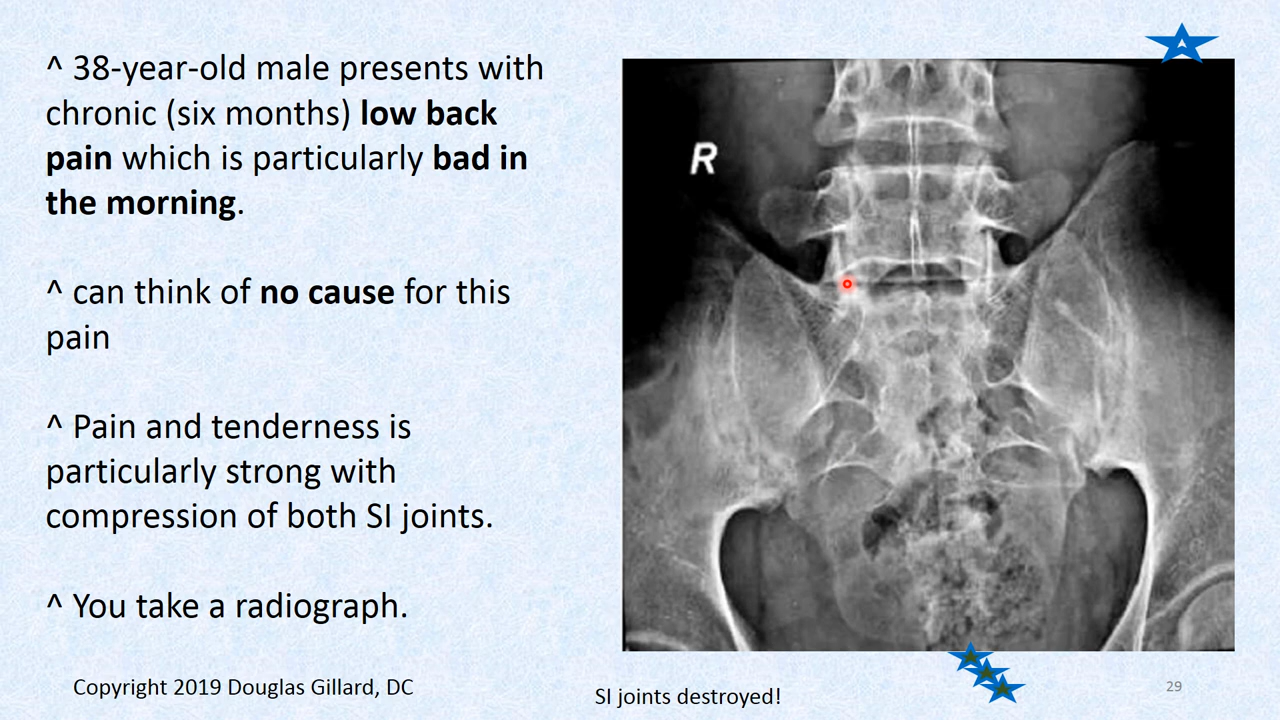 ^ 38-year-old male presents with
chronic (six months) low back
pain which is particularly bad in
the morning.
^ can think of no cause for this
pain
^ Pain and tenderness is
particularly strong with
compression of both SI joints.
^ You take a radiograph.
R
Copyright 2019 Douglas Gillard, DC
SI joints destroyed!
29